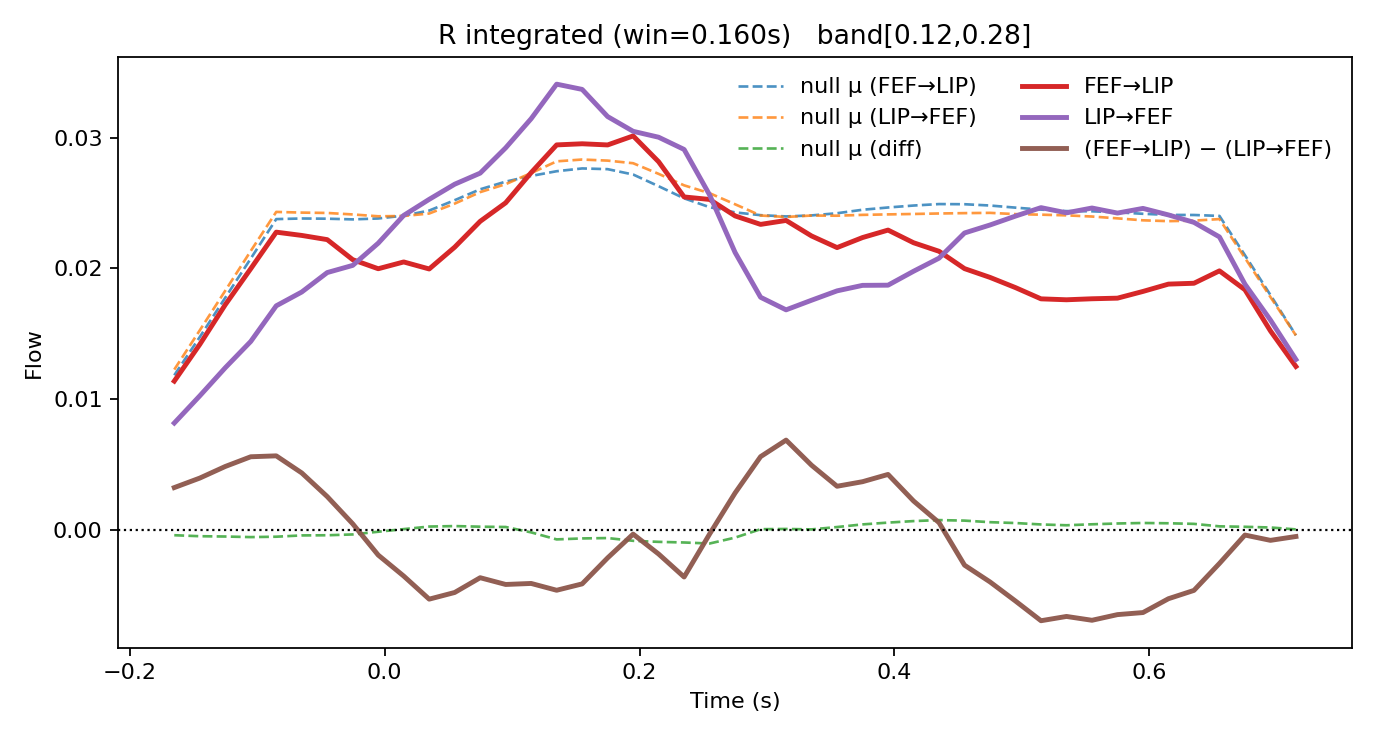 R integrated (win=0.160s)   band[0.12,0.28]
null μ (FEF→LIP)
null μ (LIP→FEF)
null μ (diff)
FEF→LIP
LIP→FEF
(FEF→LIP) − (LIP→FEF)
Flow
0.03
0.02
0.01
0.00
−0.2
0.0
0.2
0.4
0.6
Time (s)